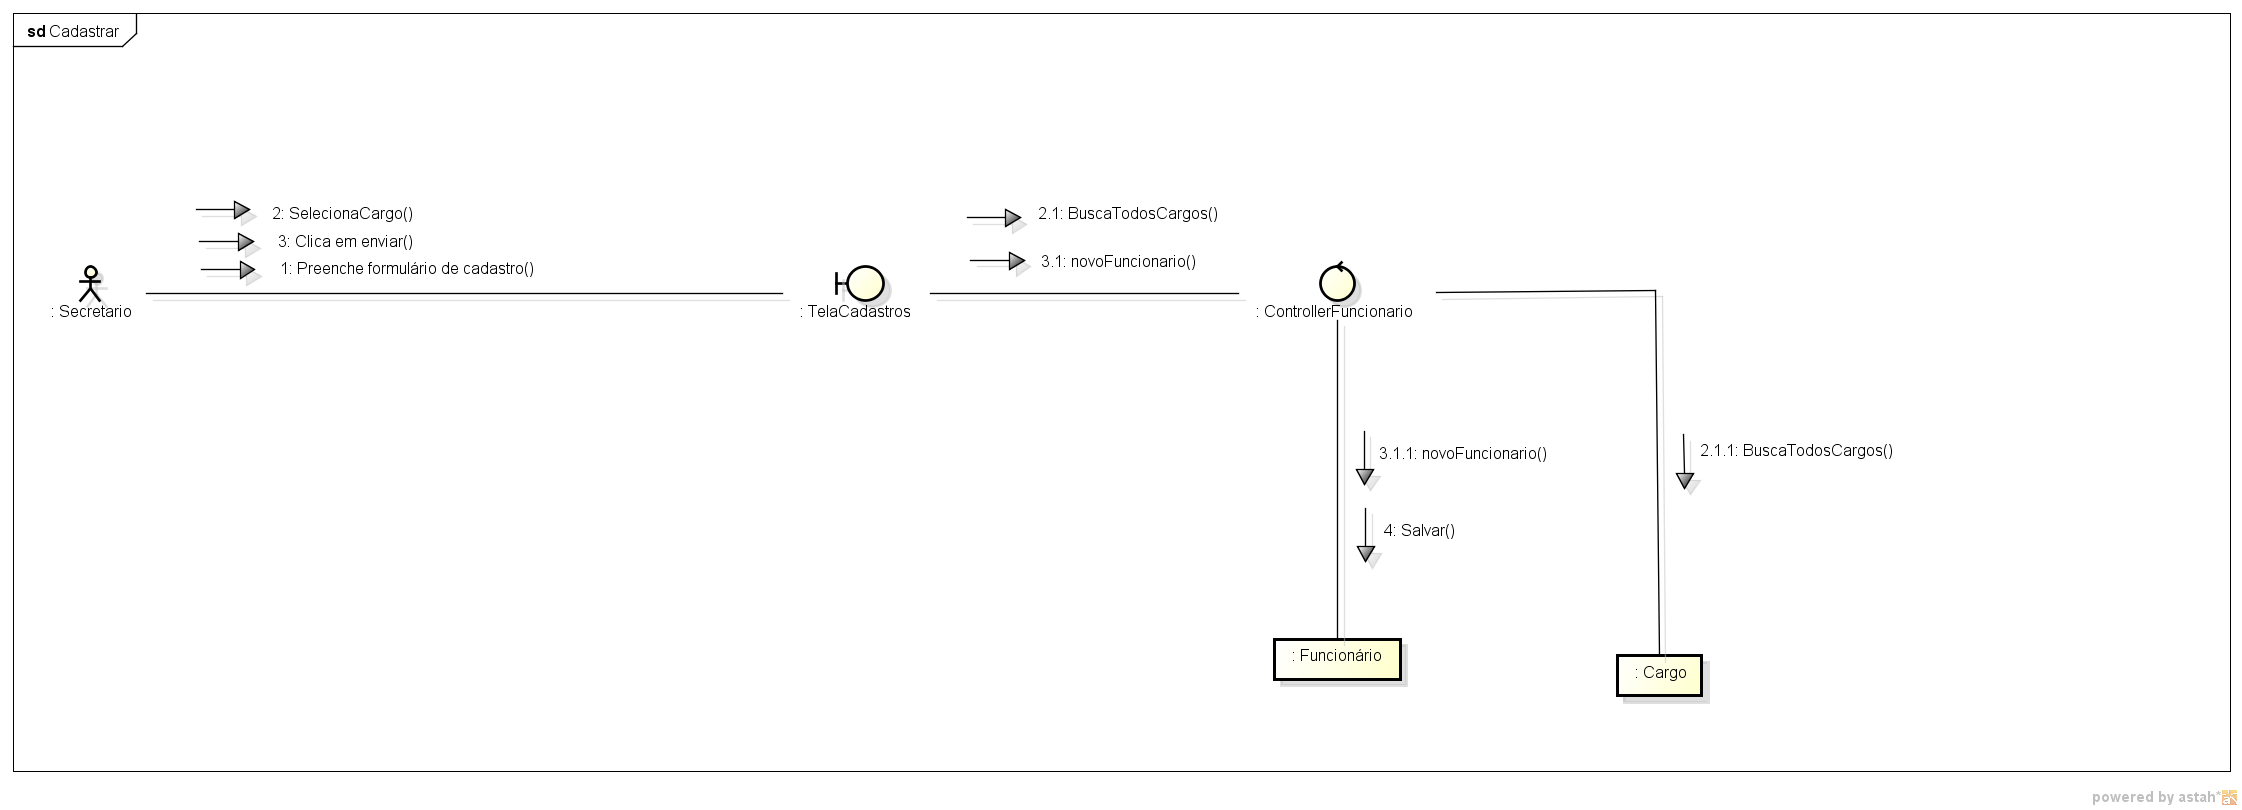 sd Cadastrar
2: SelecionaCargo()
3: Clica em enviar()
1: Preenche formulário de cadastro()
2.1: BuscaTodosCargos()
3.1: novoFuncionario()
: Secretario
: TelaCadastros
: ControllerFuncionario
3.1.1: novoFuncionario()
2.1.1: BuscaTodosCargos()
4: Salvar()
: Funcionário
: Cargo
powered by astah*